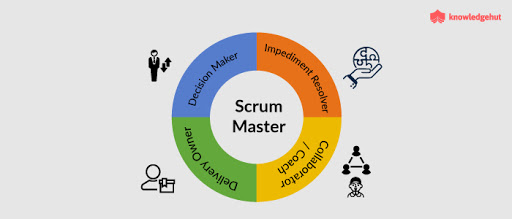 knowledgehut
Decision Maker
Impediment Resolver
Scrum
Master
Delivery Owner
Collaborator
/ Coach